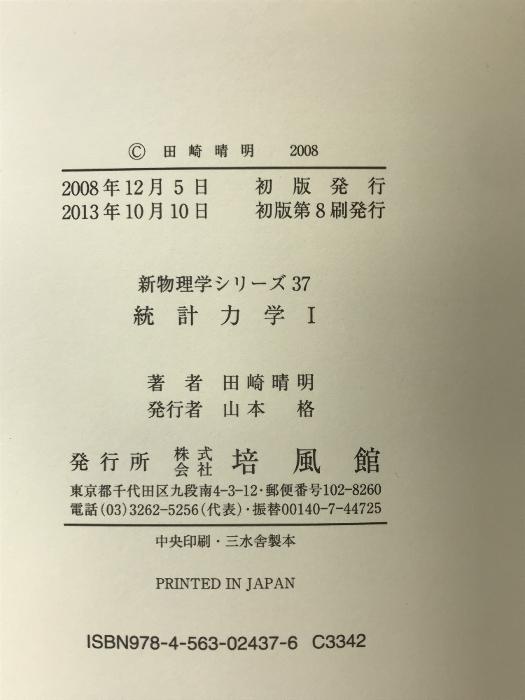 © 田崎晴明 2008
2008年12月5日 初版発行
2013年10月10日 初版第8刷発行
新物理学シリーズ37
統計力学 I
著者 田崎晴明
発行者 山本 格
発行所 株式会社 培風館
東京都千代田区九段南4-3-12・郵便番号102-8260
電話(03)3262-5256(代表)・振替00140-7-44725
中央印刷・三水舎製本
PRINTED IN JAPAN
ISBN978-4-563-02437-6 C3342